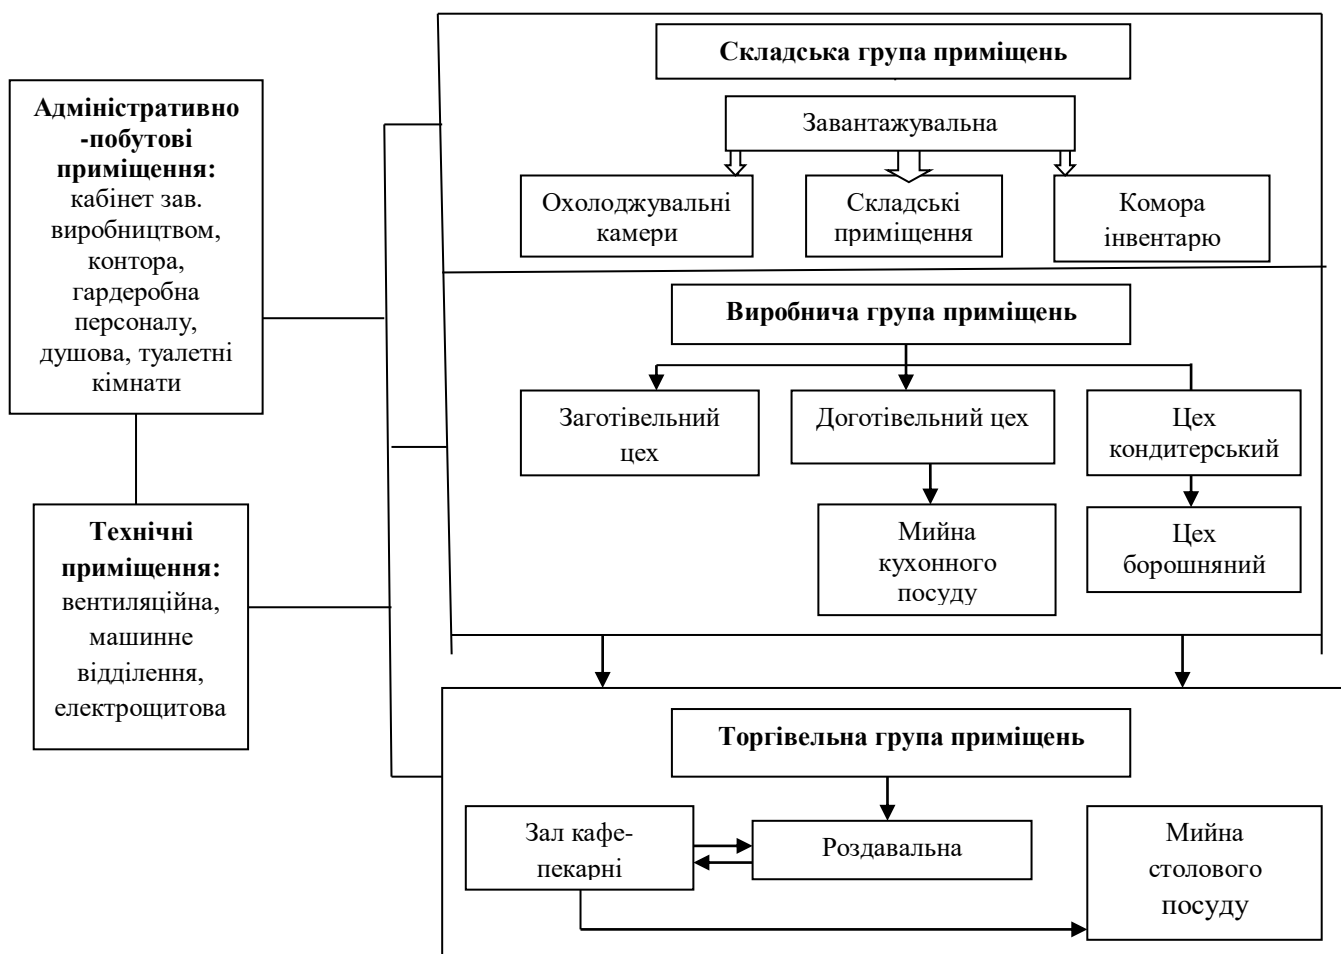 Складська група приміщень
Завантажувальна
Охолоджувальні
камери
Складські
приміщення
Комора
інвентарю
Адміністративно
-побутові
приміщення:
кабінет зав.
виробництвом,
контора,
гардеробна
персоналу,
душова, туалетні
кімнати
Виробнича група приміщень
Заготівельний
цех
Доготівельний цех
Цех
кондитерський
Мийна
кухонного
посуду
Цех
борошняний
Технічні
приміщення:
вентиляційна,
машинне
відділення,
електрощитова
Торгівельна група приміщень
Зал кафе-
пекарні
Роздавальна
Мийна
столового
посуду